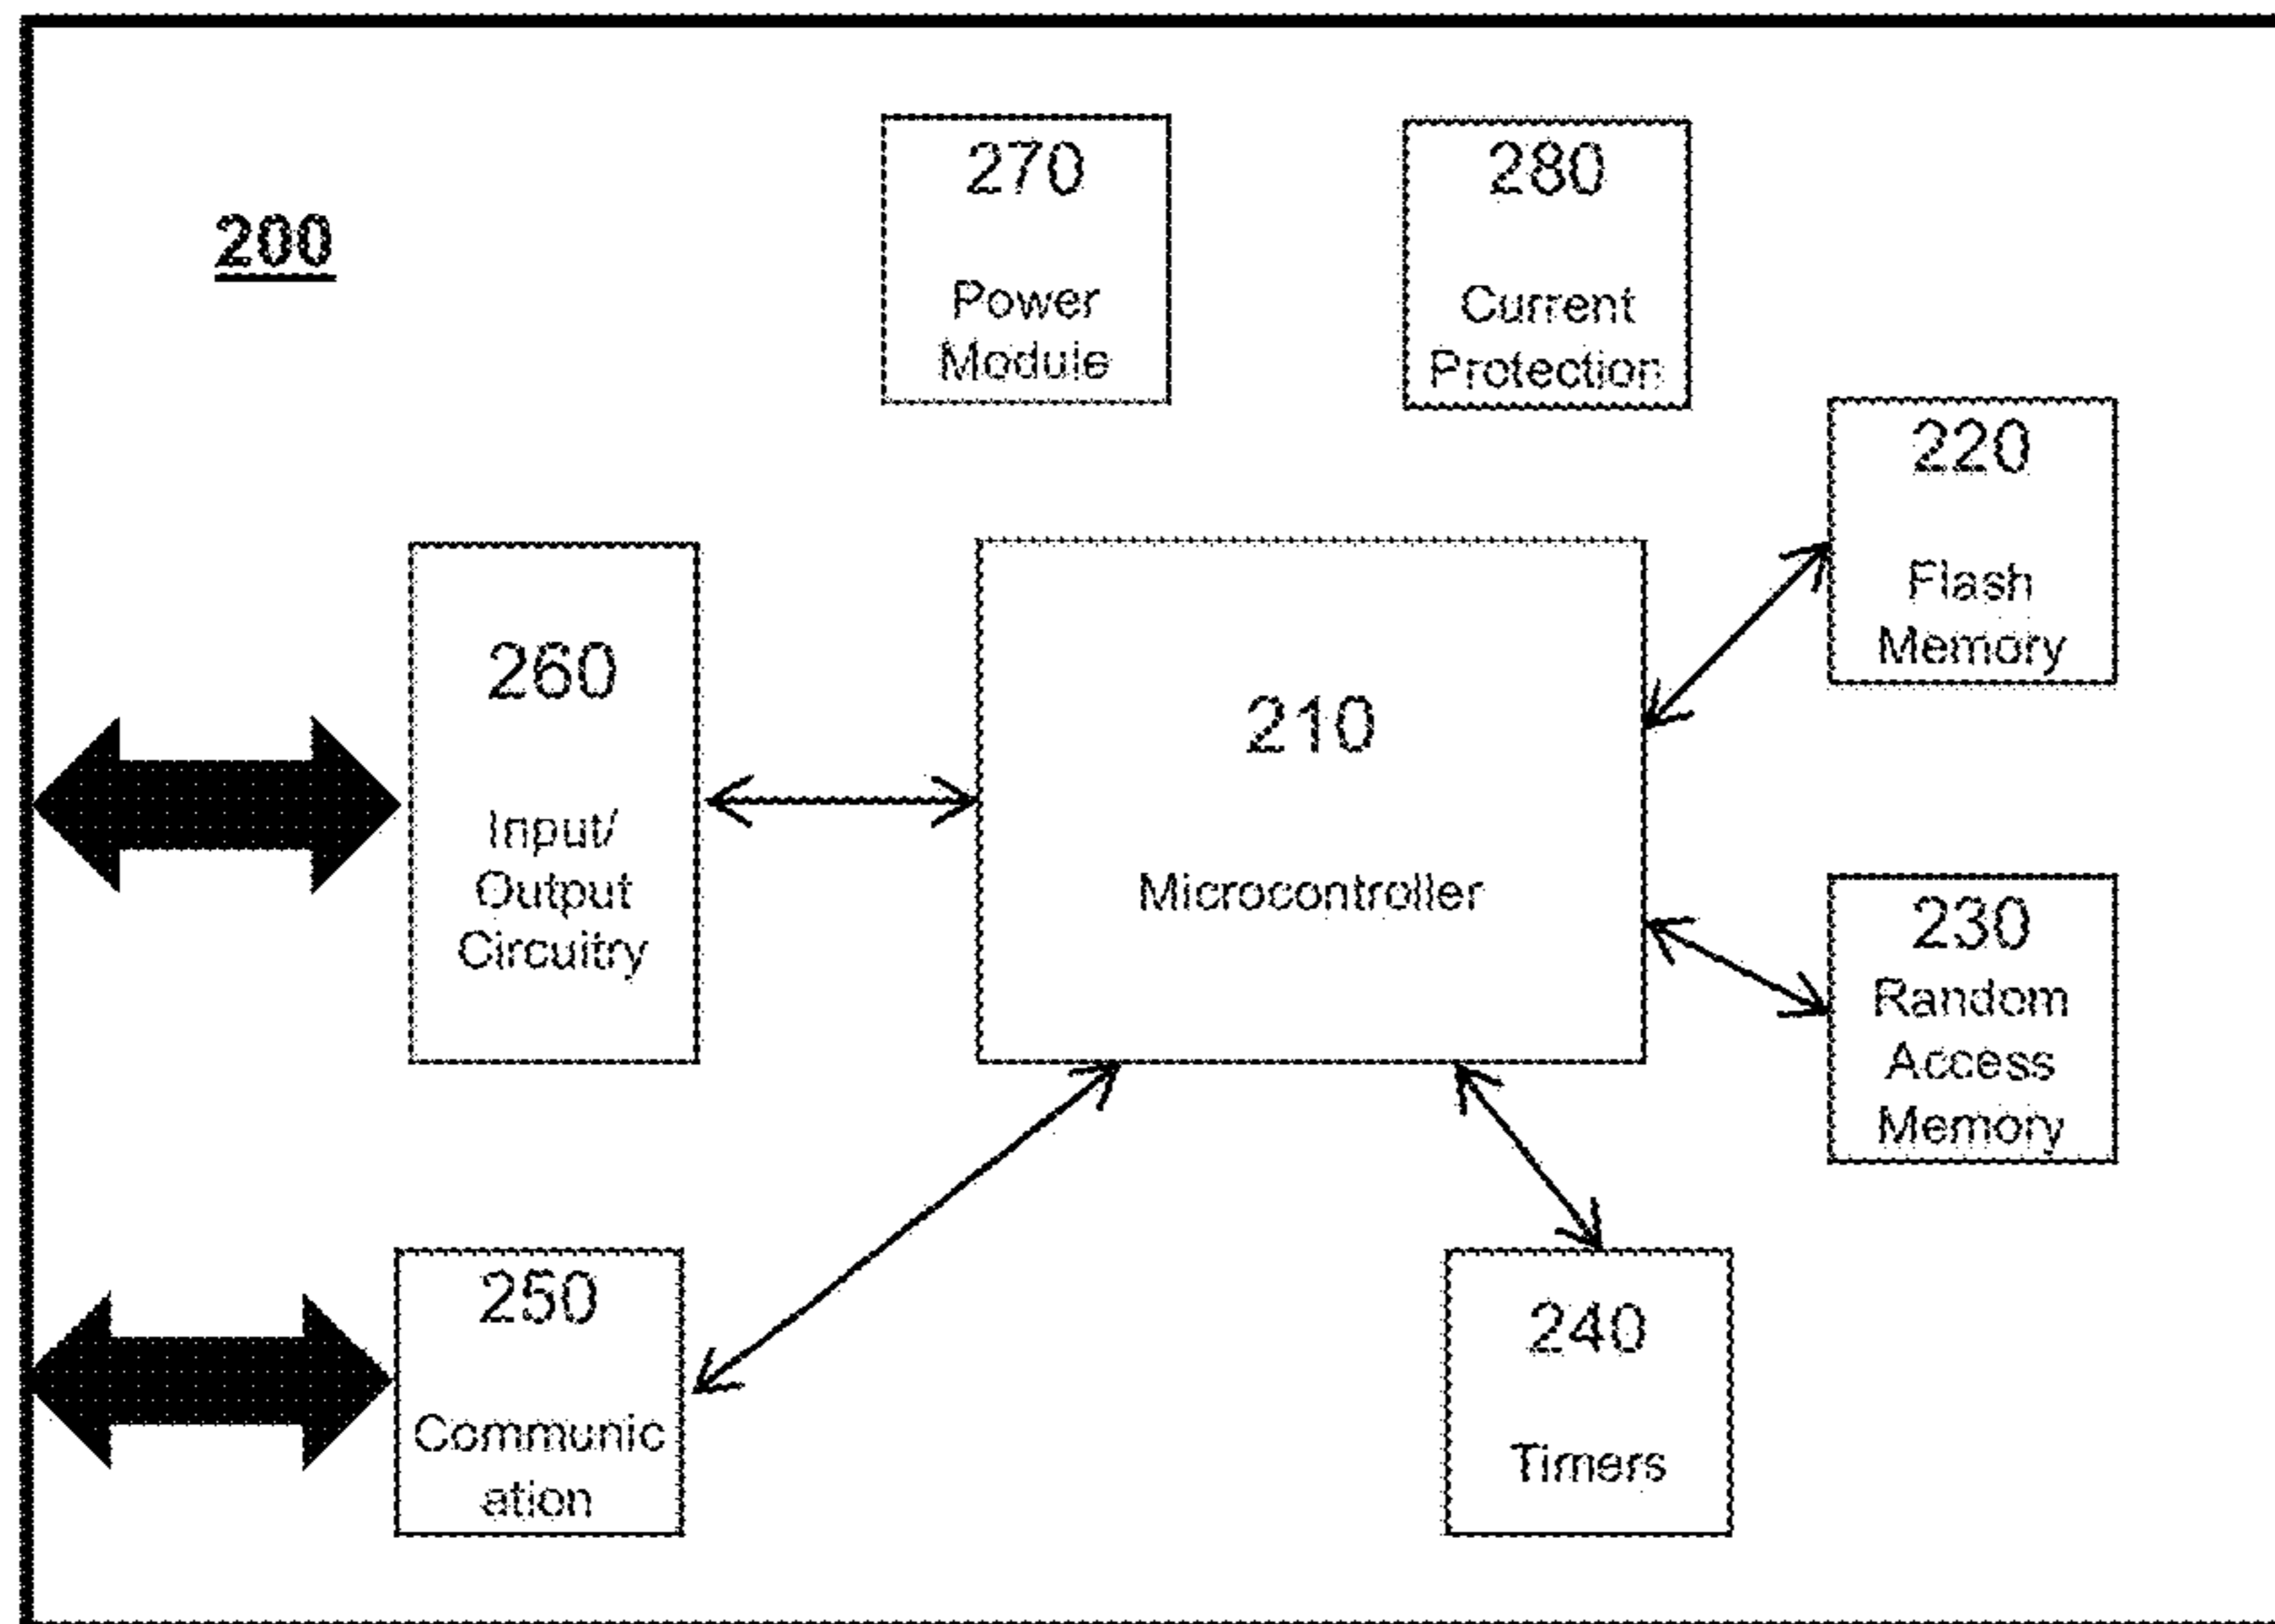 200
270
Power
Module
280
Current
Protection
220
Flash
Memory
260
Input/
Output
Circuitry
210
Microcontroller
230
Random
Access
Memory
250
Communic
ation
240
Timers